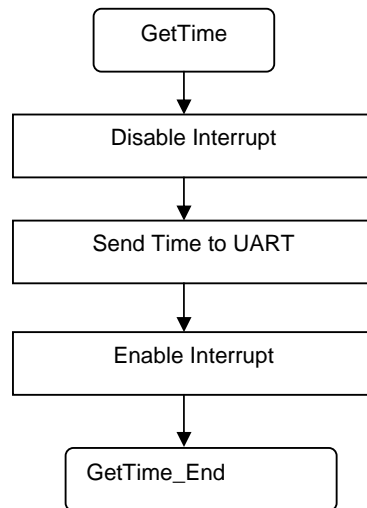 GetTime
Disable Interrupt
Send Time to UART
Enable Interrupt
GetTime_End